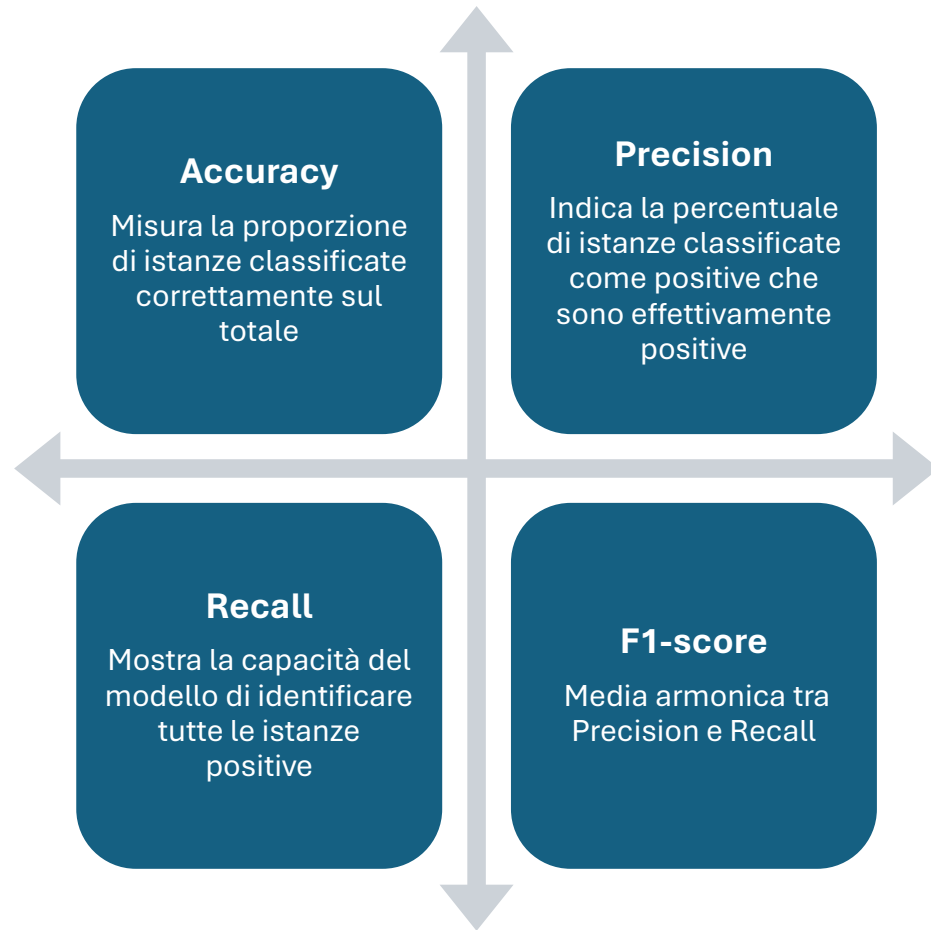 Accuracy
Misura la proporzione
di istanze classificate
correttamente sul
totale
Precision
Indica la percentuale
di istanze classificate
come positive che
sono effettivamente
positive
Recall
Mostra la capacità del
modello di identificare
tutte le istanze
positive
F1-score
Media armonica tra
Precision e Recall